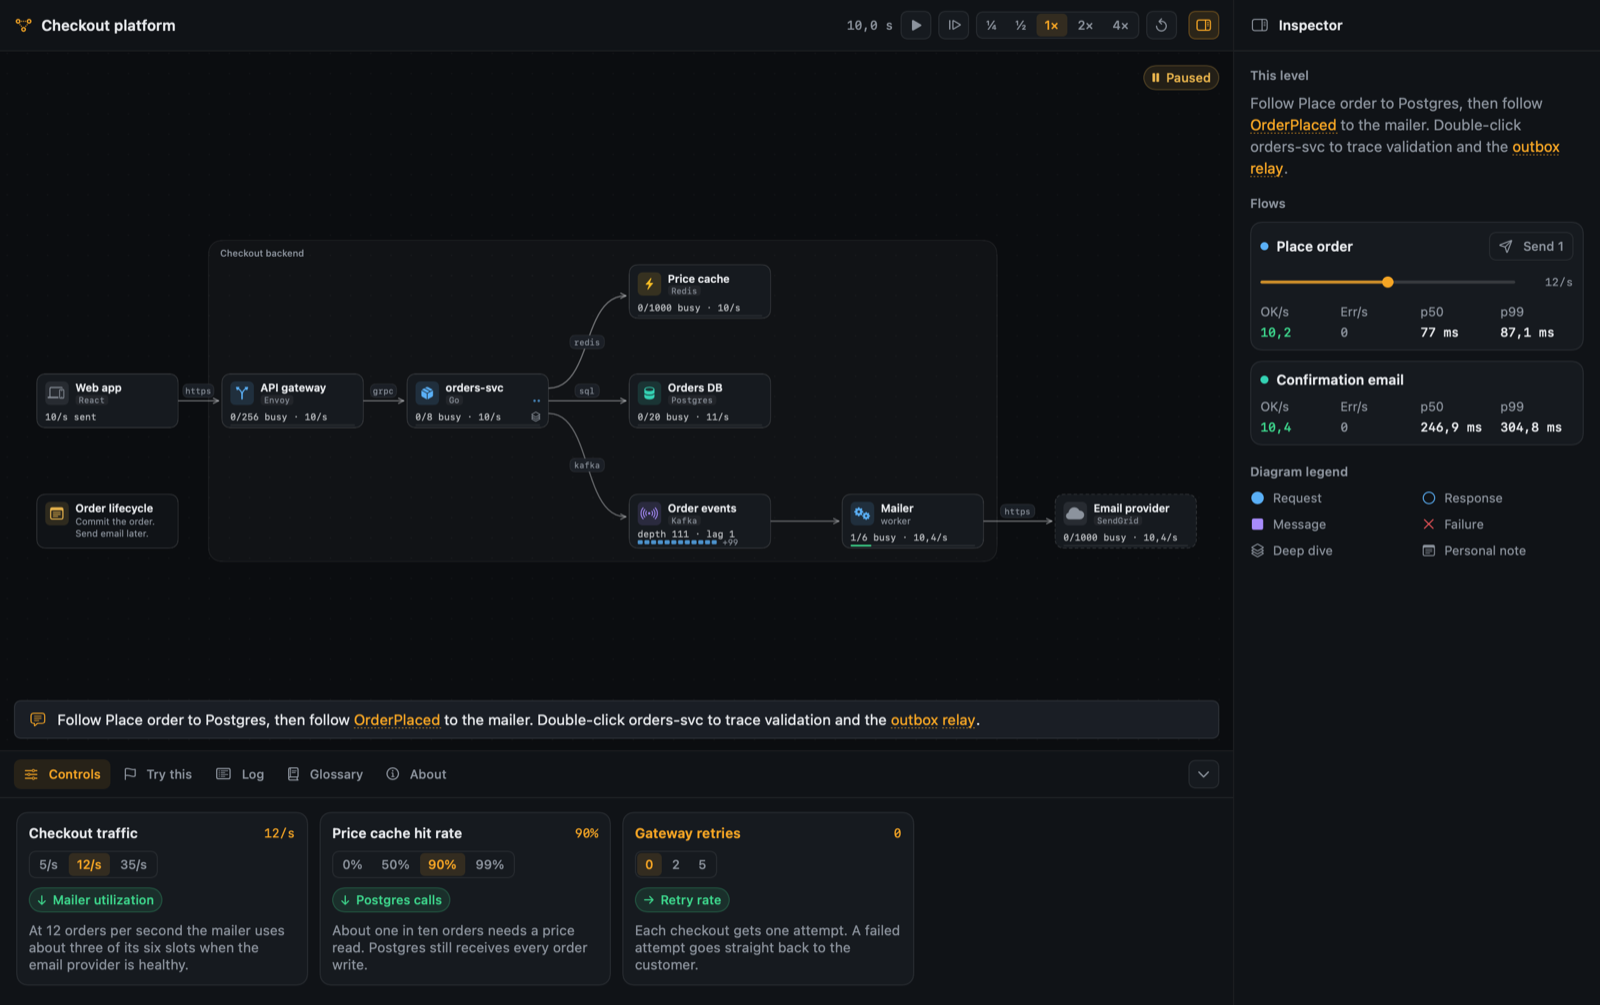 Checkout platform
10,0 s
¼ ½ 1× 2× 4×
Inspector
Paused
This level
Follow Place order to Postgres, then follow
OrderPlaced to the mailer. Double-click
orders-svc to trace validation and the outbox
relay.
Flows
Place order
Send 1
12/s
OK/s Err/s p50 p99
10,2 0 77 ms 87,1 ms
Confirmation email
OK/s Err/s p50 p99
10,4 0 246,9 ms 304,8 ms
Diagram legend
Request Response
Message Failure
Deep dive Personal note
Checkout backend
Price cache
Redis
0/1000 busy · 10/s
redis
Web app
React
10/s sent
https
API gateway
Envoy
0/256 busy · 10/s
grpc
orders-svc
Go
0/8 busy · 10/s
sql
Orders DB
Postgres
0/20 busy · 11/s
kafka
Order lifecycle
Commit the order.
Send email later.
Order events
Kafka
depth 111 · lag 1
+99
Mailer
worker
1/6 busy · 10,4/s
https
Email provider
SendGrid
0/1000 busy · 10,4/s
Follow Place order to Postgres, then follow OrderPlaced to the mailer. Double-click orders-svc to trace validation and the outbox relay.
Controls Try this Log Glossary About
Checkout traffic 12/s
5/s 12/s 35/s
↓ Mailer utilization
At 12 orders per second the mailer uses
about three of its six slots when the
email provider is healthy.
Price cache hit rate 90%
0% 50% 90% 99%
↓ Postgres calls
About one in ten orders needs a price
read. Postgres still receives every order
write.
Gateway retries 0
0 2 5
→ Retry rate
Each checkout gets one attempt. A failed
attempt goes straight back to the
customer.